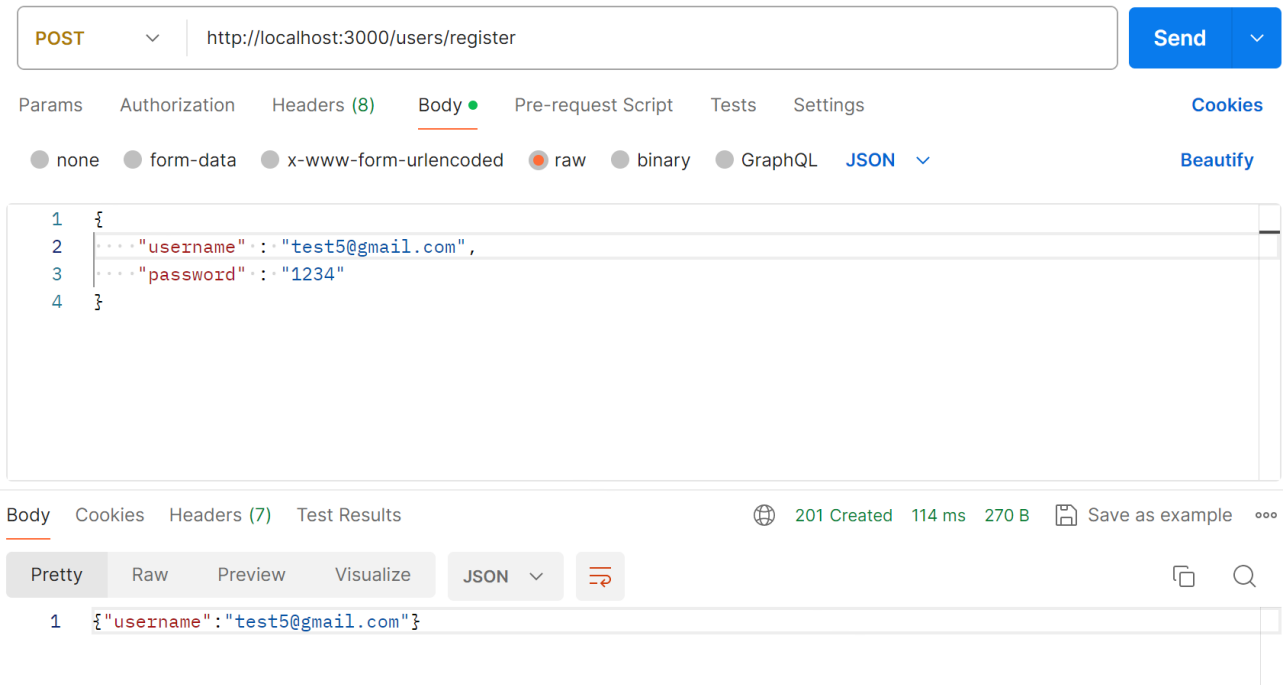 POST http://localhost:3000/users/register Send
Params Authorization Headers (8) Body Pre-request Script Tests Settings Cookies
none form-data x-www-form-urlencoded raw binary GraphQL JSON Beautify
1 {
2 "username" : "test5@gmail.com",
3 "password" : "1234"
4 }
Body Cookies Headers (7) Test Results 201 Created 114 ms 270 B Save as example
Pretty Raw Preview Visualize JSON
1 {"username":"test5@gmail.com"}